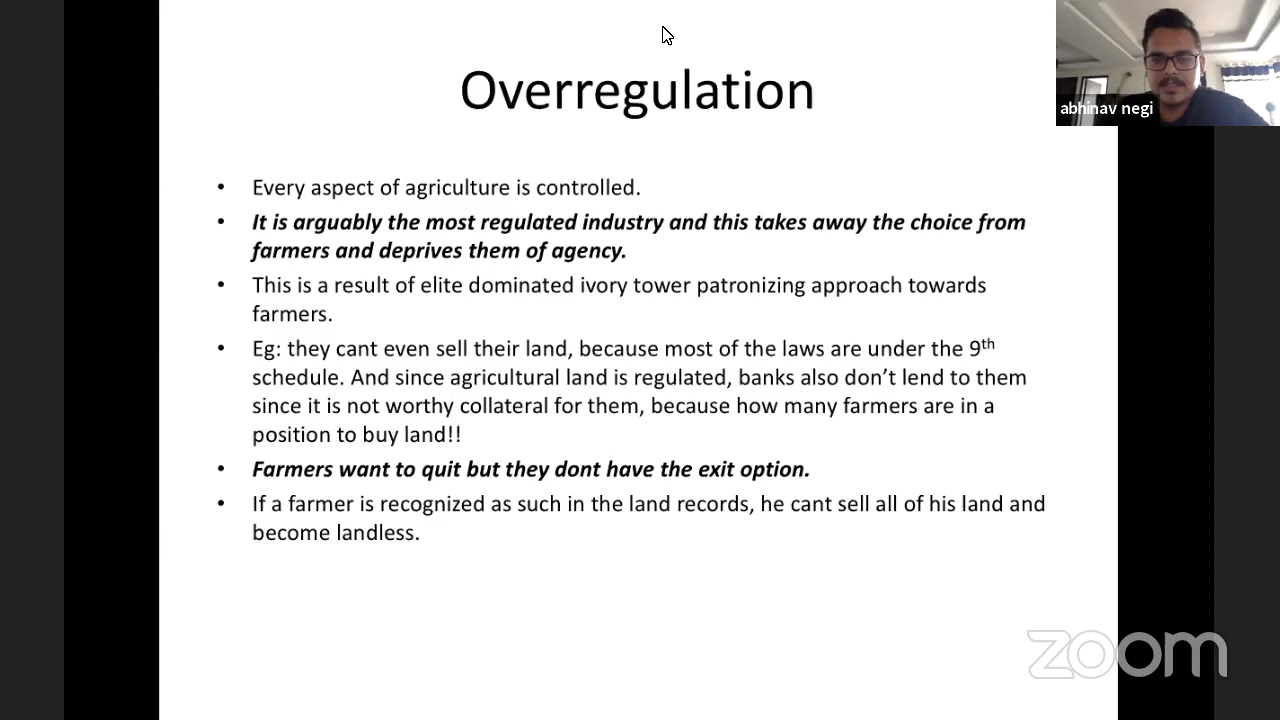 Overregulation
abhinav negi
• Every aspect of agriculture is controlled.
• It is arguably the most regulated industry and this takes away the choice from
farmers and deprives them of agency.
• This is a result of elite dominated ivory tower patronizing approach towards
farmers.
• Eg: they cant even sell their land, because most of the laws are under the 9th
schedule. And since agricultural land is regulated, banks also don’t lend to them
since it is not worthy collateral for them, because how many farmers are in a
position to buy land!!
• Farmers want to quit but they dont have the exit option.
• If a farmer is recognized as such in the land records, he cant sell all of his land and
become landless.
zoom